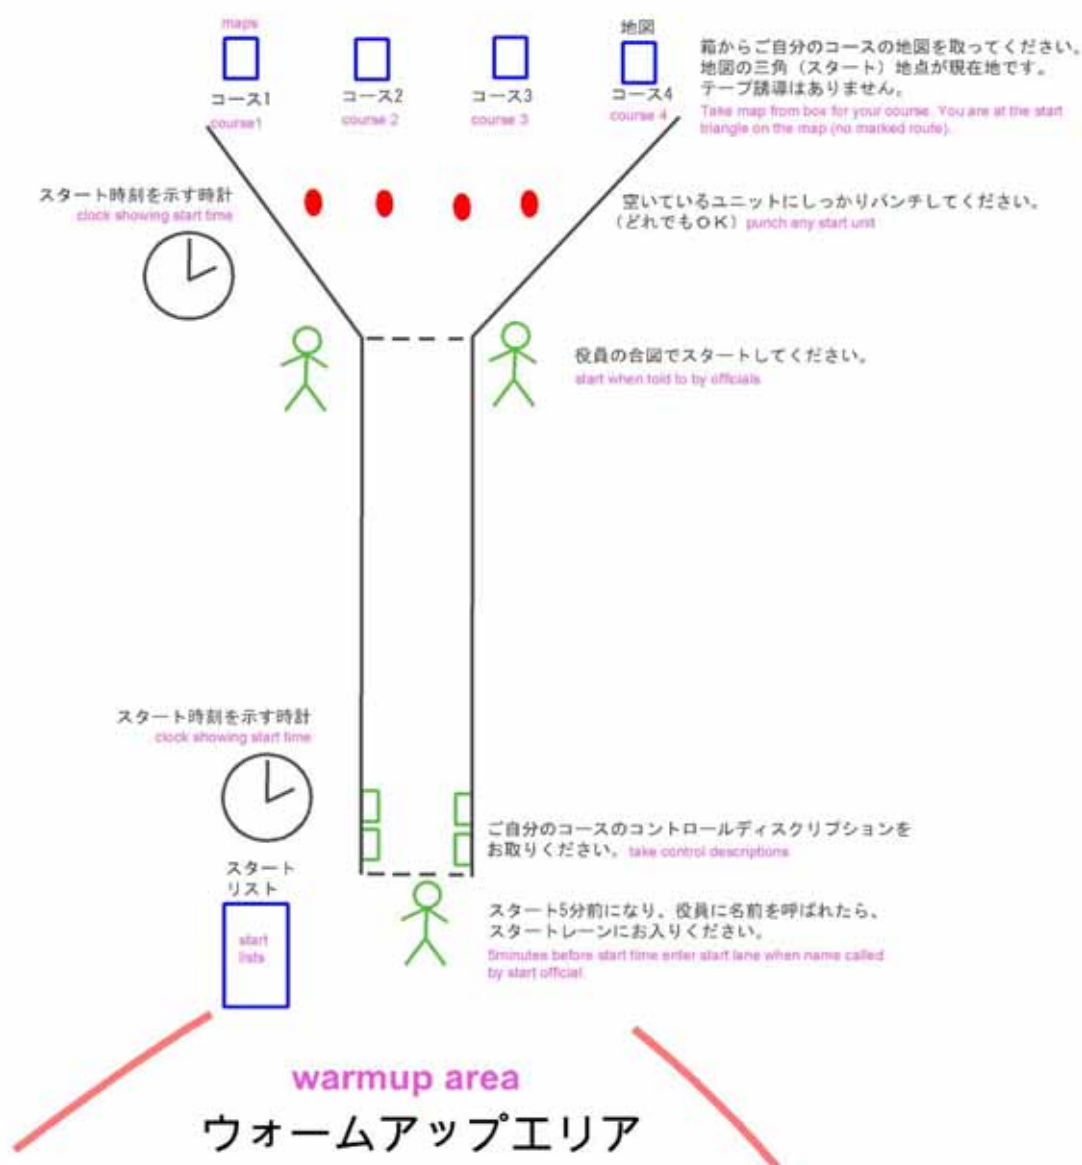 maps
地図
コース1
course1
コース2
course 2
コース3
course 3
コース4
course 4
箱からご自分のコースの地図を取ってください。
地図の三角（スタート）地点が現在地です。
テープ誘導はありません。
Take map from box for your course. You are at the start
triangle on the map (no marked route).
スタート時刻を示す時計
clock showing start time
空いているユニットにしっかりパンチしてください。
（どれでもＯＫ）punch any start unit
役員の合図でスタートしてください。
start when told to by officials
スタート時刻を示す時計
clock showing start time
ご自分のコースのコントロールディスクリプションを
お取りください。take control descriptions
スタート
リスト
start
lists
スタート5分前になり、役員に名前を呼ばれたら、
スタートレーンにお入りください。
5minutes before start time enter start lane when name called
by start official
warmup area
ウォームアップエリア